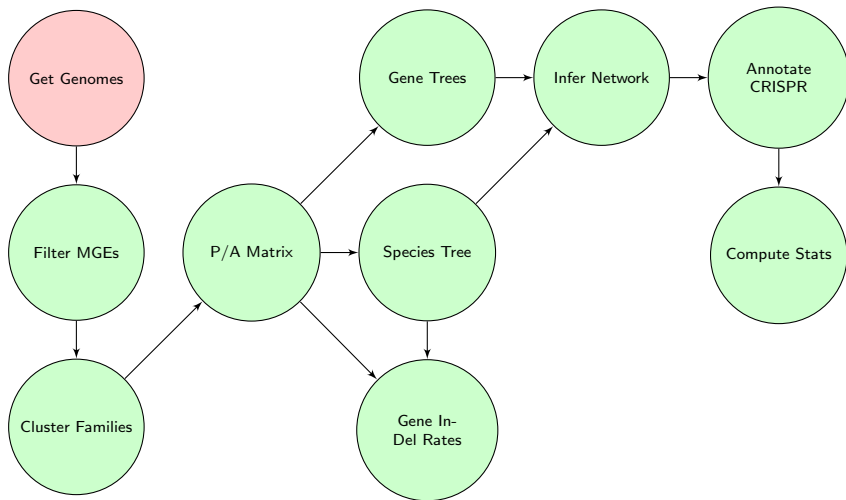 Get Genomes
Filter MGEs
Cluster Families
P/A Matrix
Gene Trees
Species Tree
Gene In-
Del Rates
Infer Network
Annotate
CRISPR
Compute Stats